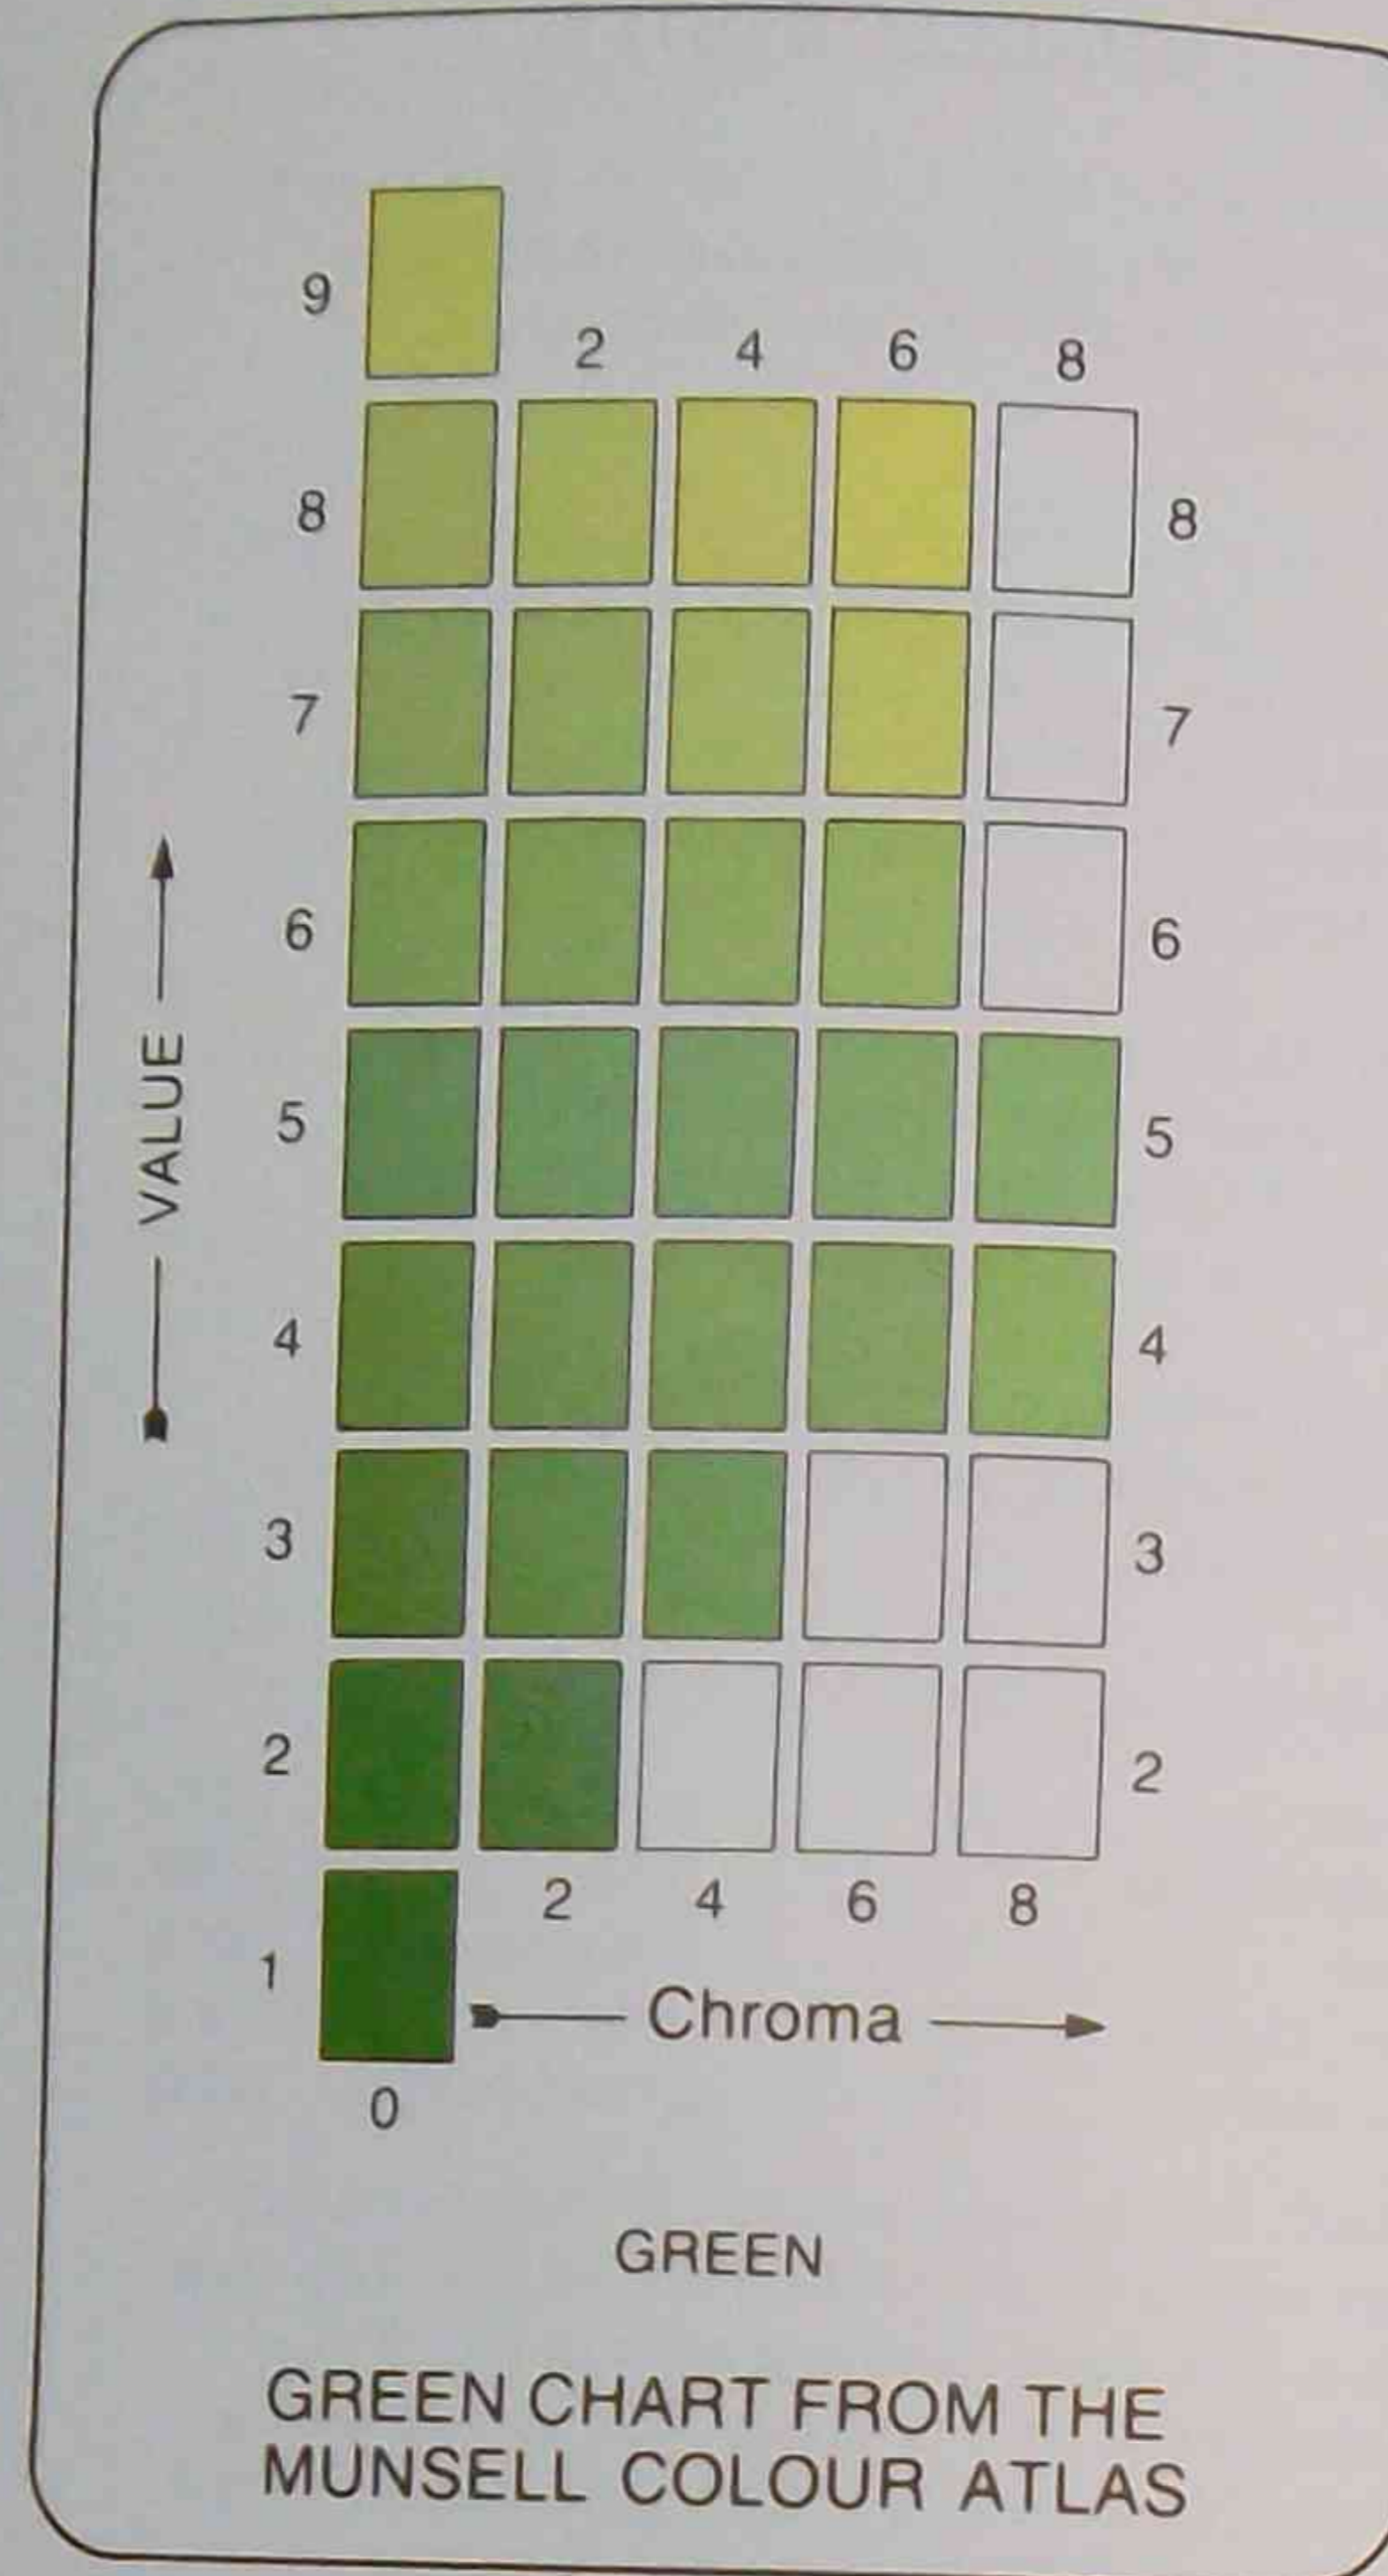 9
2 4 6 8
8 8
7 7
6 6
VALUE
5 5
4 4
3 3
2 2
2 4 6 8
1
Chroma
0
GREEN
GREEN CHART FROM THE
MUNSELL COLOUR ATLAS